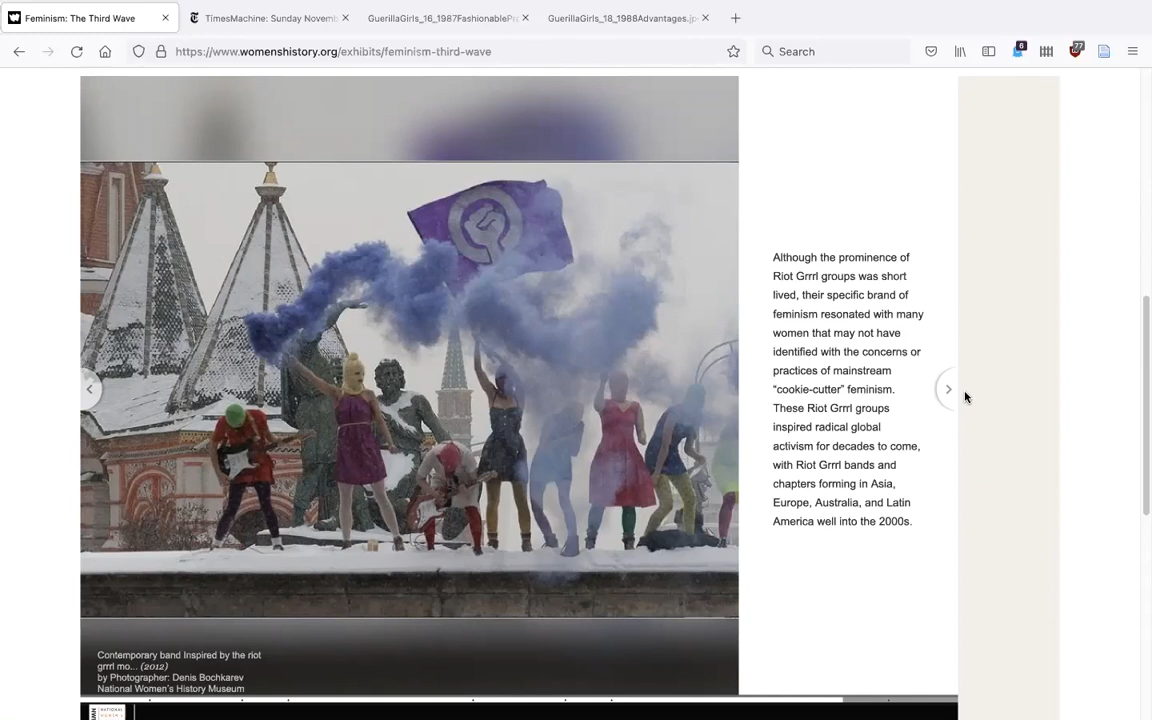 Feminism: The Third Wave
TimesMachine: Sunday Novemb
GuerillaGirls_16_1987FashionablePr
GuerillaGirls_18_1988Advantages.jp
https://www.womenshistory.org/exhibits/feminism-third-wave
Search
6
77
Although the prominence of
Riot Grrrl groups was short
lived, their specific brand of
feminism resonated with many
women that may not have
identified with the concerns or
practices of mainstream
“cookie-cutter” feminism.
These Riot Grrrl groups
inspired radical global
activism for decades to come,
with Riot Grrrl bands and
chapters forming in Asia,
Europe, Australia, and Latin
America well into the 2000s.
Contemporary band Inspired by the riot
grrrl mo... (2012)
by Photographer: Denis Bochkarev
National Women’s History Museum